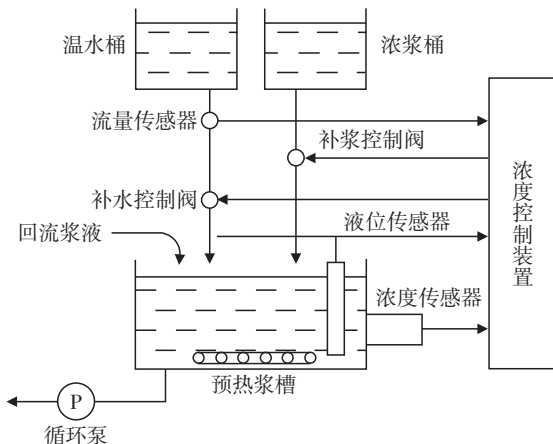 温水桶
浓浆桶
流量传感器
补浆控制阀
补水控制阀
回流浆液
液位传感器
浓度控制装置
浓度传感器
预热浆槽
P
循环泵